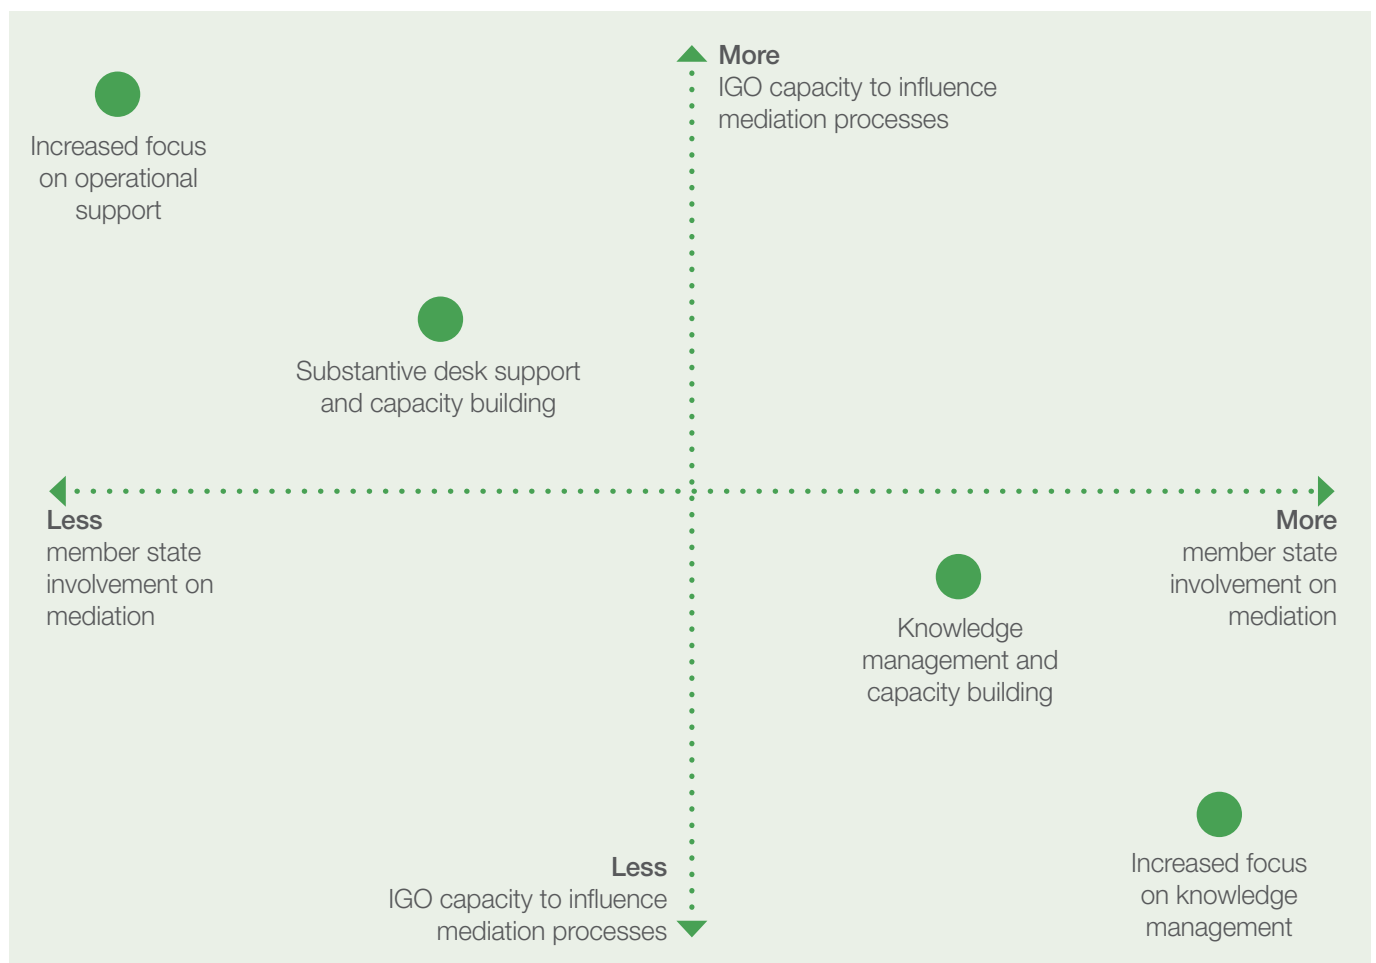 More
IGO capacity to influence
mediation processes
Increased focus
on operational
support
Substantive desk support
and capacity building
Less
member state
involvement on
mediation
More
member state
involvement on
mediation
Knowledge
management and
capacity building
Less
IGO capacity to influence
mediation processes
Increased focus
on knowledge
management